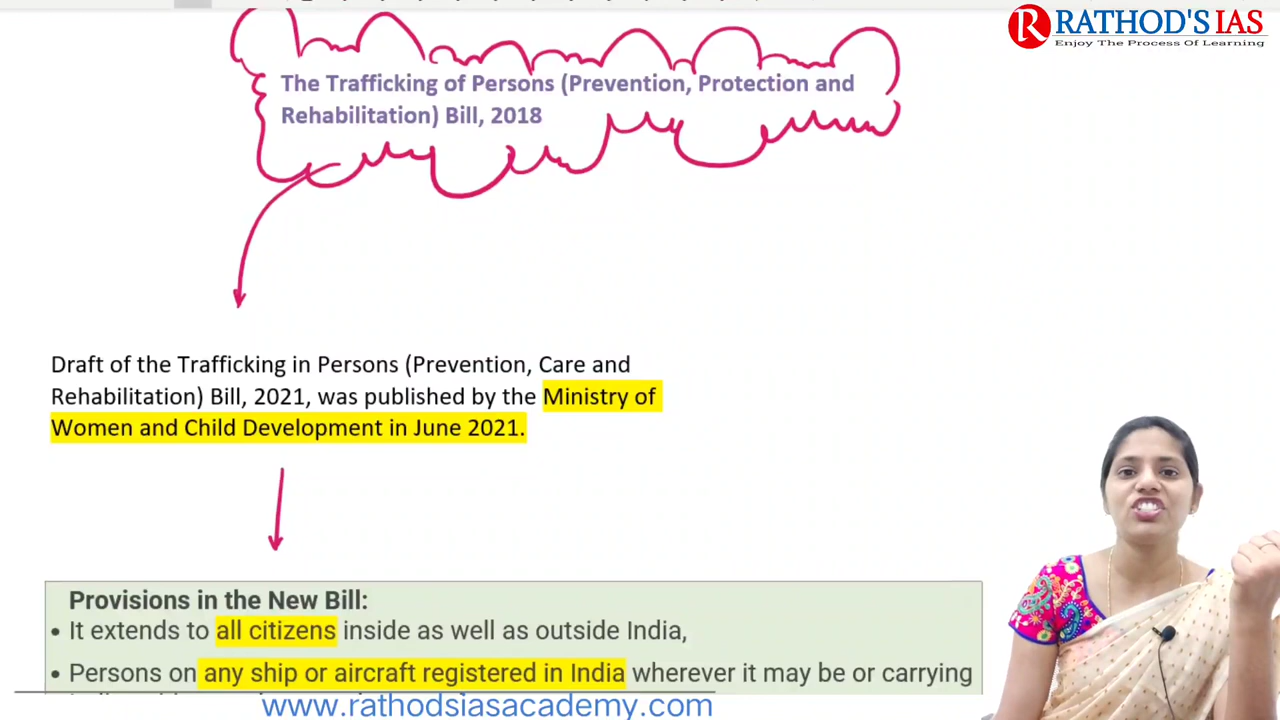 RATHOD'S IAS
Enjoy The Process Of Learning
The Trafficking of Persons (Prevention, Protection and
Rehabilitation) Bill, 2018
Draft of the Trafficking in Persons (Prevention, Care and
Rehabilitation) Bill, 2021, was published by the Ministry of
Women and Child Development in June 2021.
Provisions in the New Bill:
• It extends to all citizens inside as well as outside India,
• Persons on any ship or aircraft registered in India wherever it may be or carrying
www.rathodsiasacademy.com